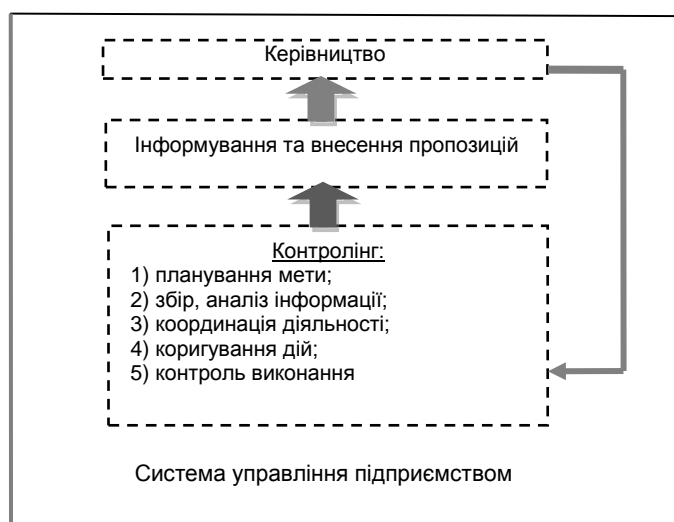 Керівництво
Інформування та внесення пропозицій
Контролінг:
1) планування мети;
2) збір, аналіз інформації;
3) координація діяльності;
4) коригування дій;
5) контроль виконання
Система управління підприємством